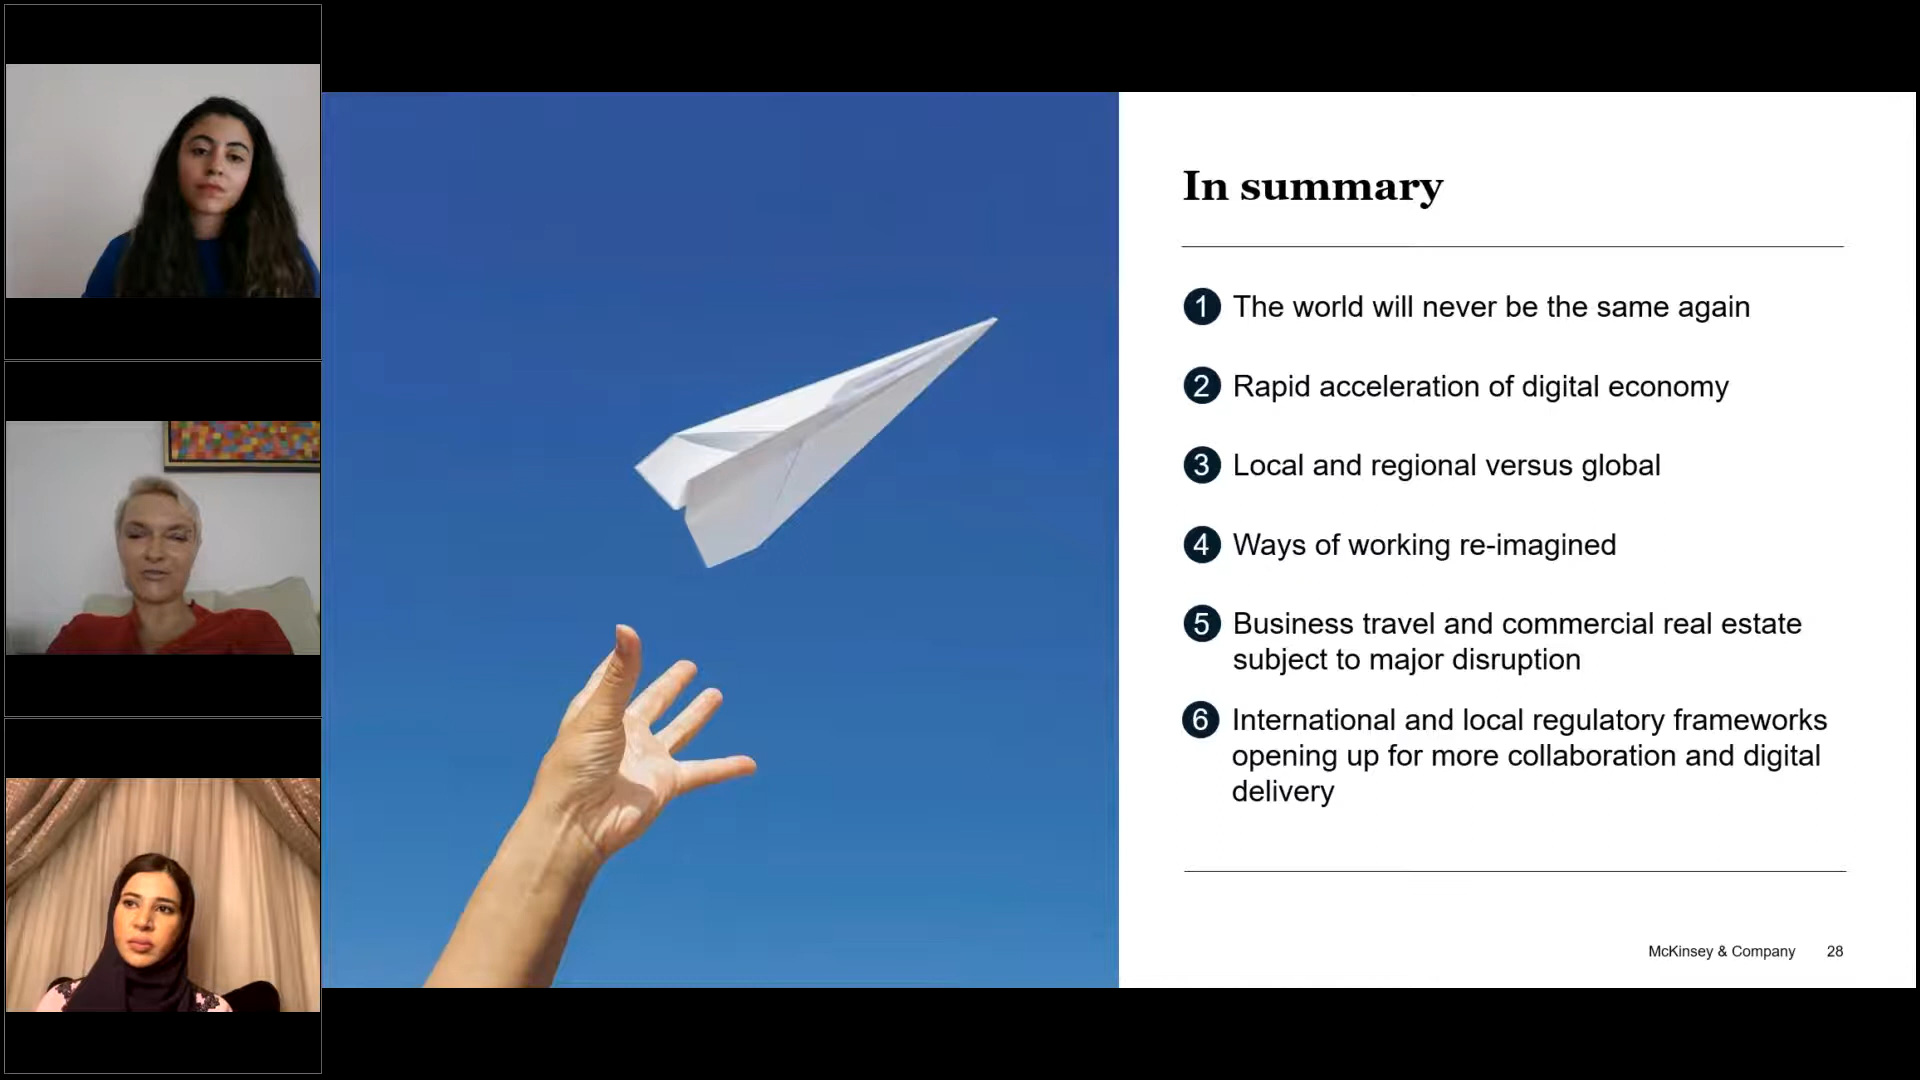 In summary
1 The world will never be the same again
2 Rapid acceleration of digital economy
3 Local and regional versus global
4 Ways of working re-imagined
5 Business travel and commercial real estate
subject to major disruption
6 International and local regulatory frameworks
opening up for more collaboration and digital
delivery
McKinsey & Company 28